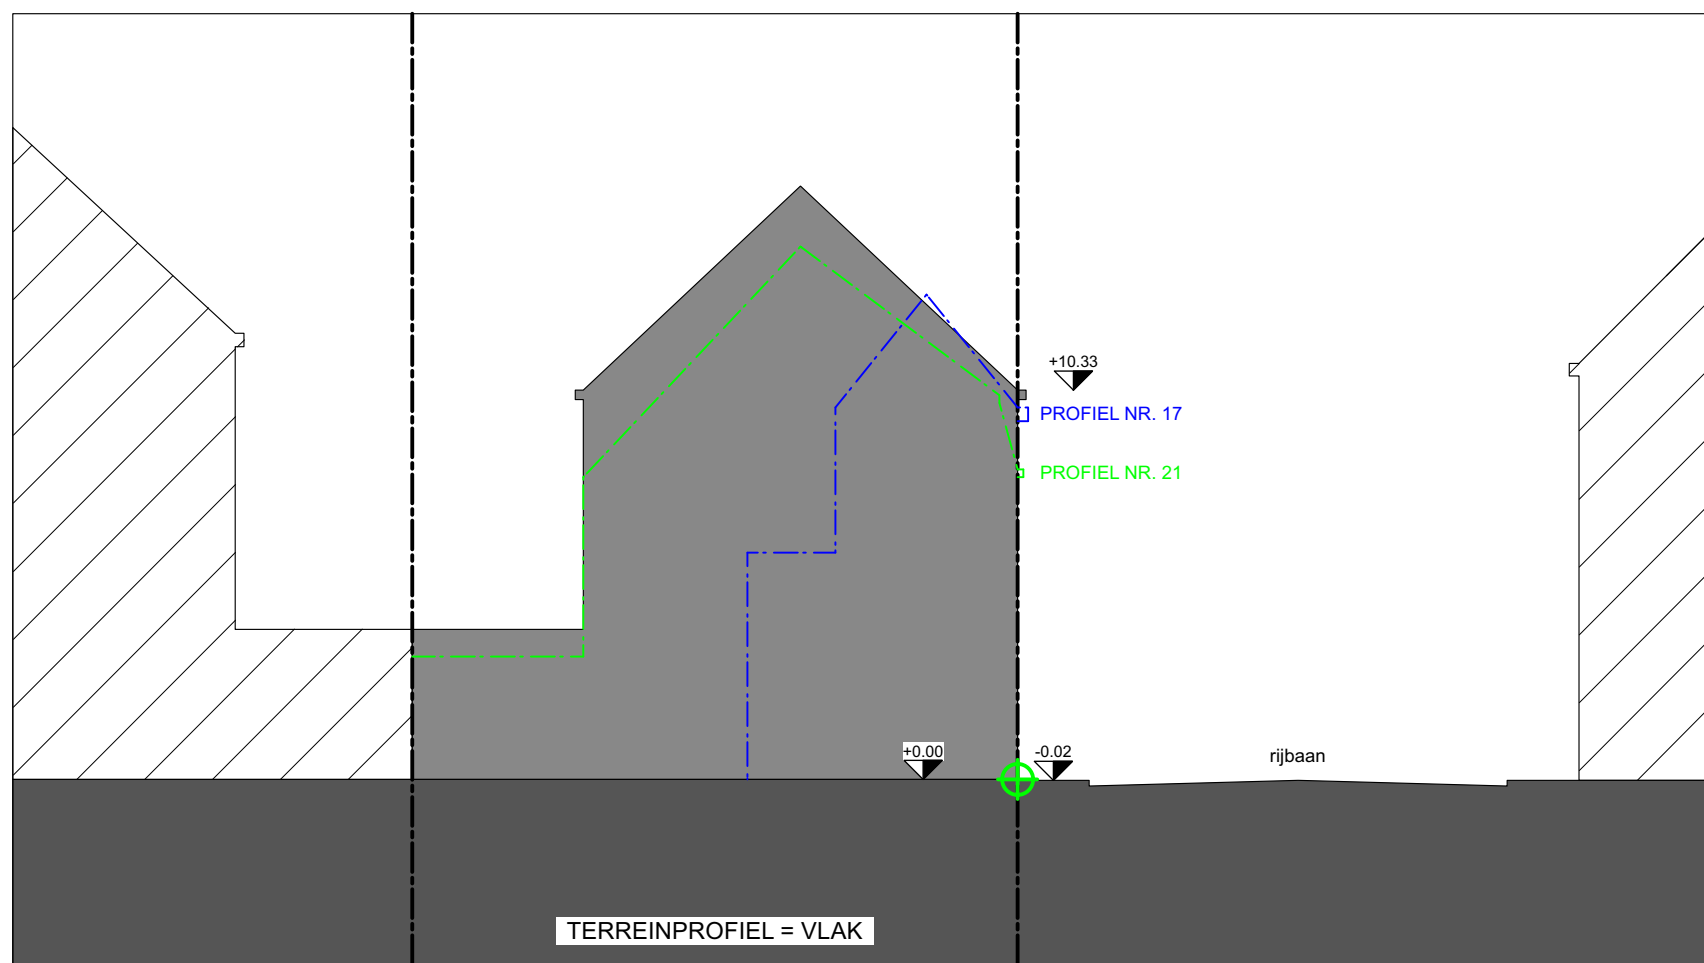 +10.33
PROFIEL NR. 17
PROFIEL NR. 21
+0.00
-0.02
rijbaan
TERREINPROFIEL = VLAK